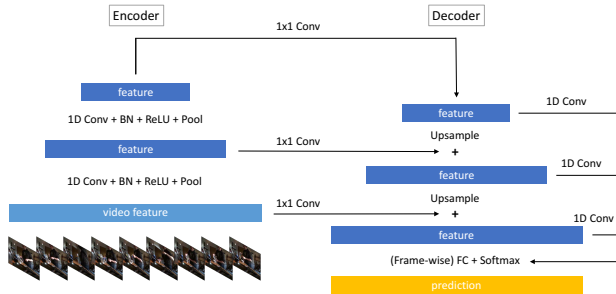 Encoder
Decoder
1x1 Conv
feature
1D Conv + BN + ReLU + Pool
feature
1x1 Conv
1D Conv + BN + ReLU + Pool
video feature
1x1 Conv
feature
1D Conv
Upsample
+
feature
1D Conv
Upsample
+
feature
1D Conv
(Frame-wise) FC + Softmax
prediction